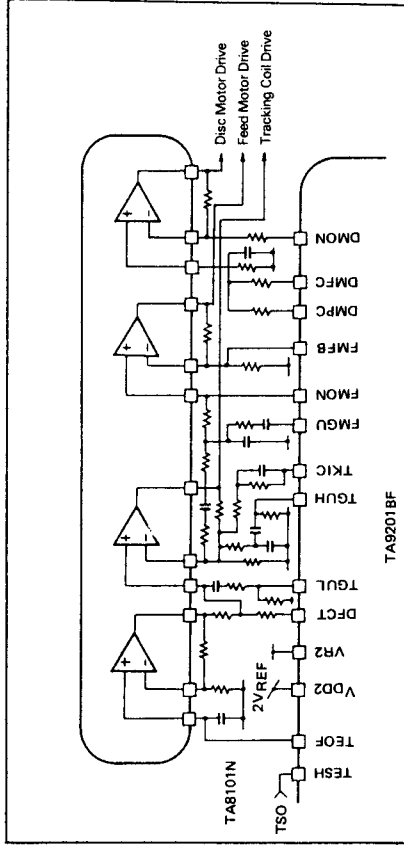 Disc Motor Drive
Feed Motor Drive
Tracking Coil Drive
+
−
+
−
+
−
+
−
TA8101N
TSO
TESH
TEOF
VDD2
2VREF
VR2
DFCT
TGUL
TGUH
TKIC
FMGU
FMON
FMFB
DMPC
DMFC
DMON
TA9201BF